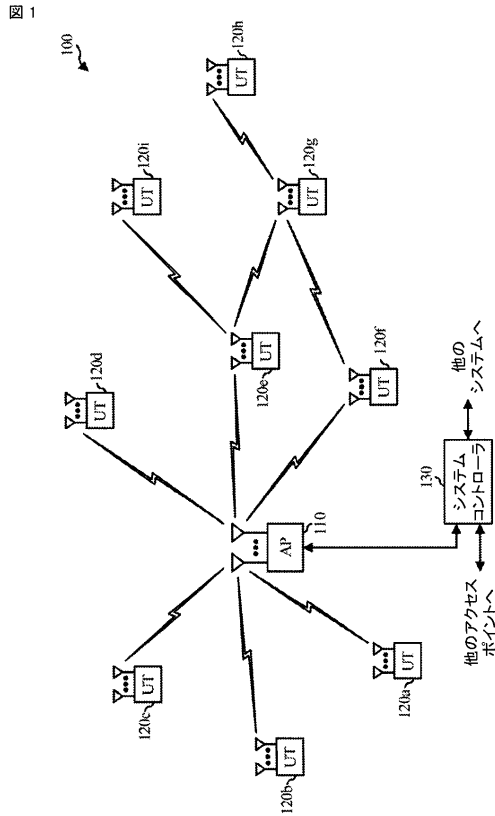 図 1
100
120h
UT
120i
UT
120g
UT
120d
UT
120e
UT
120f
UT
110
AP
120c
UT
120b
UT
120a
UT
130
システム
コントローラ
他の
システムへ
他のアクセス
ポイントへ